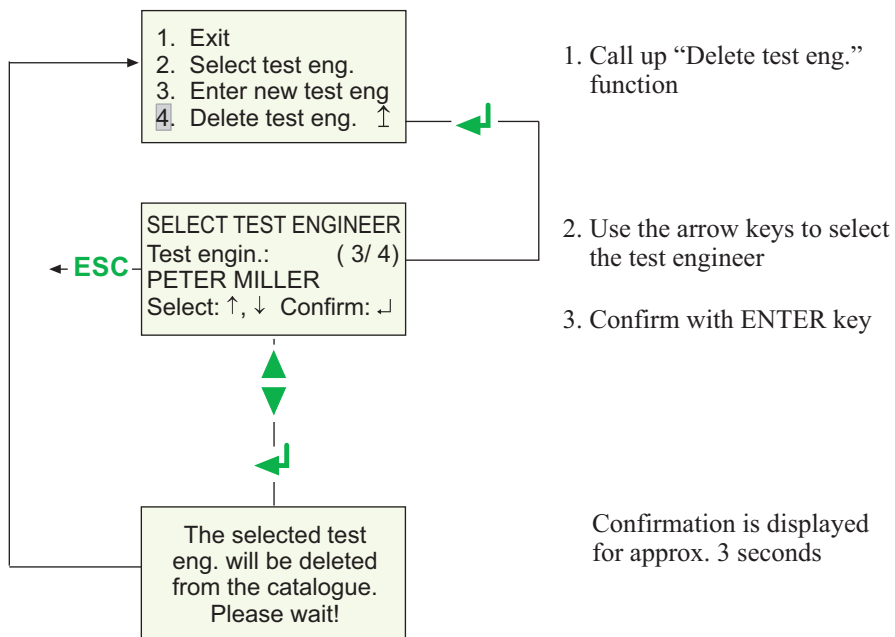 1. Exit
2. Select test eng.
3. Enter new test eng
4. Delete test eng. ↑
1. Call up “Delete test eng.”
function
SELECT TEST ENGINEER
Test engin.: ( 3/ 4)
PETER MILLER
Select: ↑, ↓ Confirm: ↵
ESC
2. Use the arrow keys to select
the test engineer
3. Confirm with ENTER key
The selected test
eng. will be deleted
from the catalogue.
Please wait!
Confirmation is displayed
for approx. 3 seconds